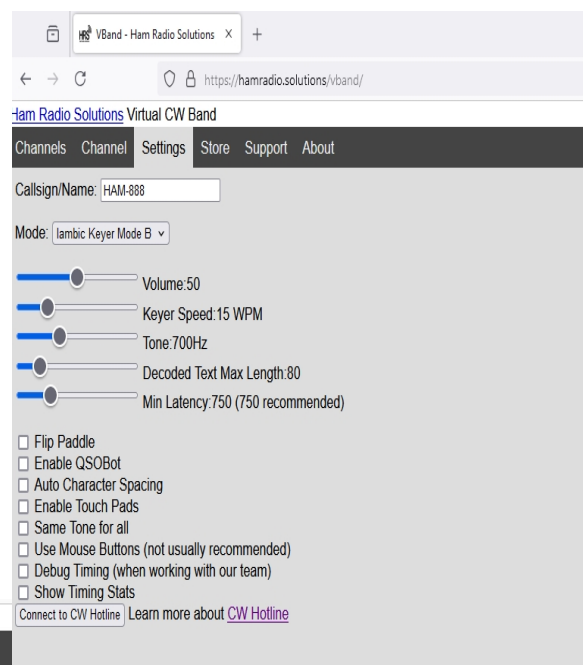 HRS VBand - Ham Radio Solutions
https://hamradio.solutions/vband/
Ham Radio Solutions Virtual CW Band
Channels Channel Settings Store Support About
Callsign/Name: HAM-888
Mode: Iambic Keyer Mode B
Volume:50
Keyer Speed:15 WPM
Tone:700Hz
Decoded Text Max Length:80
Min Latency:750 (750 recommended)
Flip Paddle
Enable QSOBot
Auto Character Spacing
Enable Touch Pads
Same Tone for all
Use Mouse Buttons (not usually recommended)
Debug Timing (when working with our team)
Show Timing Stats
Connect to CW Hotline Learn more about CW Hotline